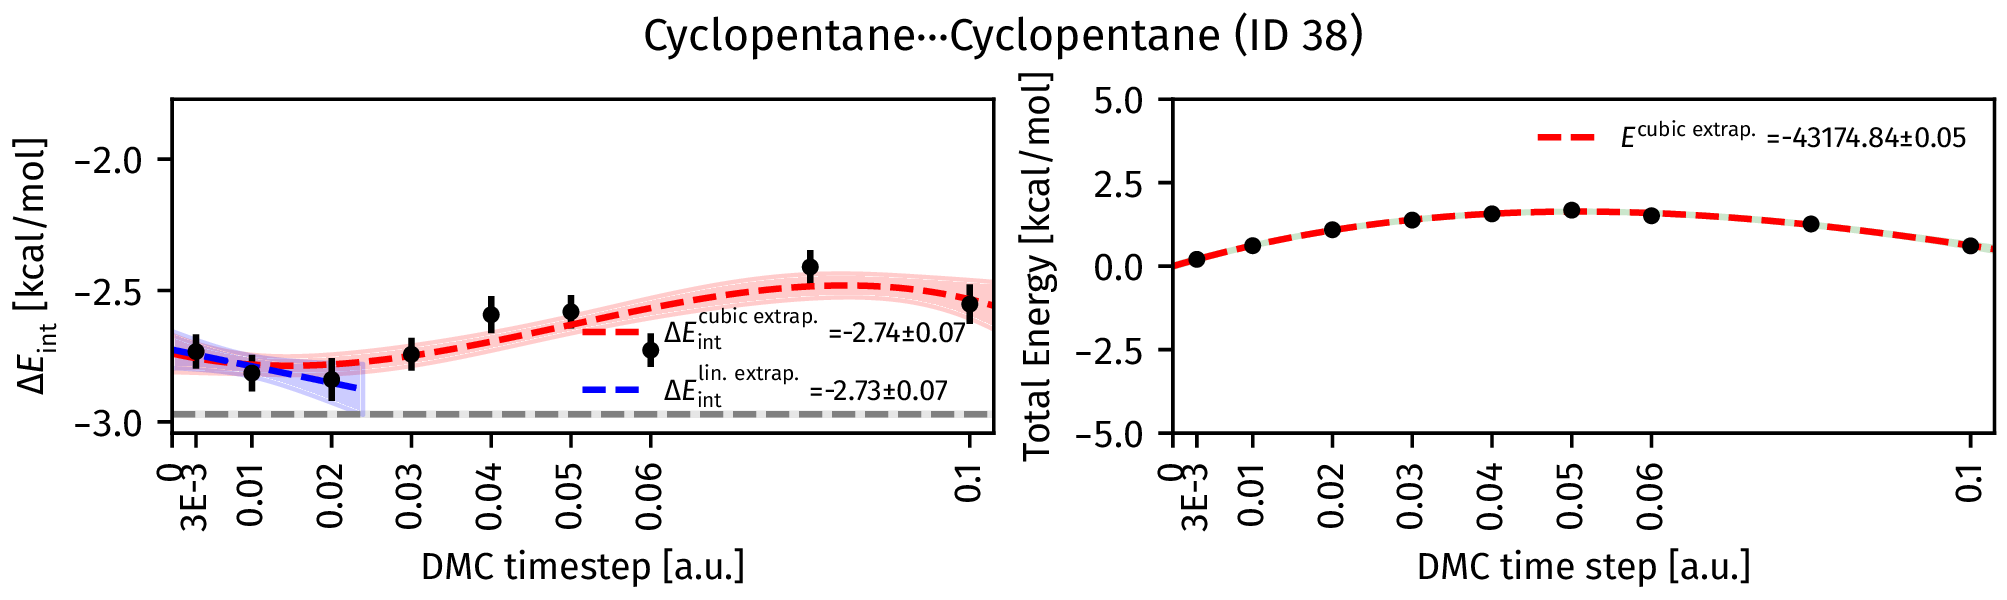 Cyclopentane···Cyclopentane (ID 38)
ΔE_int [kcal/mol]
−2.0
−2.5
−3.0
ΔE_int^cubic extrap. =-2.74±0.07
ΔE_int^lin. extrap. =-2.73±0.07
0
3E-3
0.01
0.02
0.03
0.04
0.05
0.06
0.1
DMC timestep [a.u.]
Total Energy [kcal/mol]
5.0
2.5
0.0
−2.5
−5.0
E^cubic extrap. =-43174.84±0.05
0
3E-3
0.01
0.02
0.03
0.04
0.05
0.06
0.1
DMC time step [a.u.]